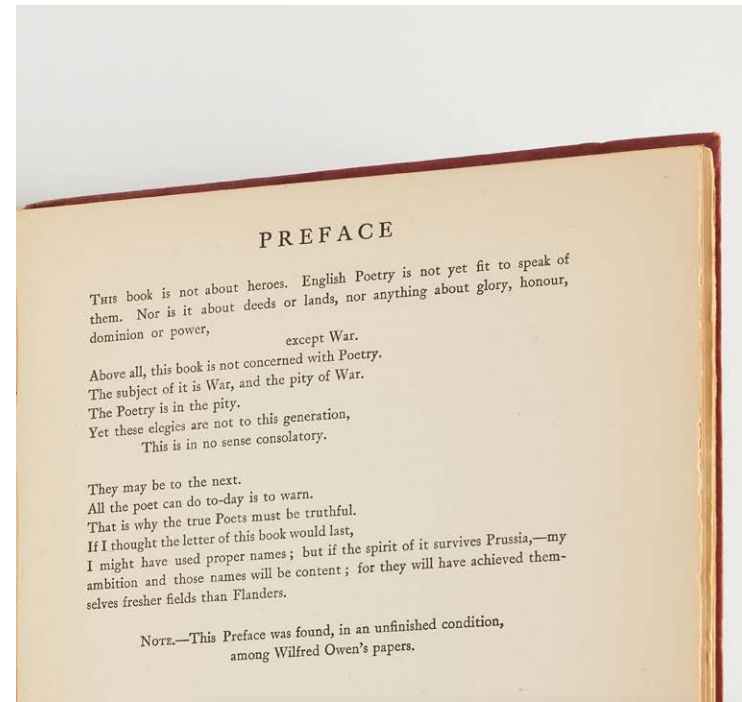 PREFACE
THIS book is not about heroes. English Poetry is not yet fit to speak of
them. Nor is it about deeds or lands, nor anything about glory, honour,
dominion or power,
except War.
Above all, this book is not concerned with Poetry.
The subject of it is War, and the pity of War.
The Poetry is in the pity.
Yet these elegies are not to this generation,
This is in no sense consolatory.
They may be to the next.
All the poet can do to-day is to warn.
That is why the true Poets must be truthful.
If I thought the letter of this book would last,
I might have used proper names; but if the spirit of it survives Prussia,—my
ambition and those names will be content; for they will have achieved them-
selves fresher fields than Flanders.
NOTE.—This Preface was found, in an unfinished condition,
among Wilfred Owen's papers.